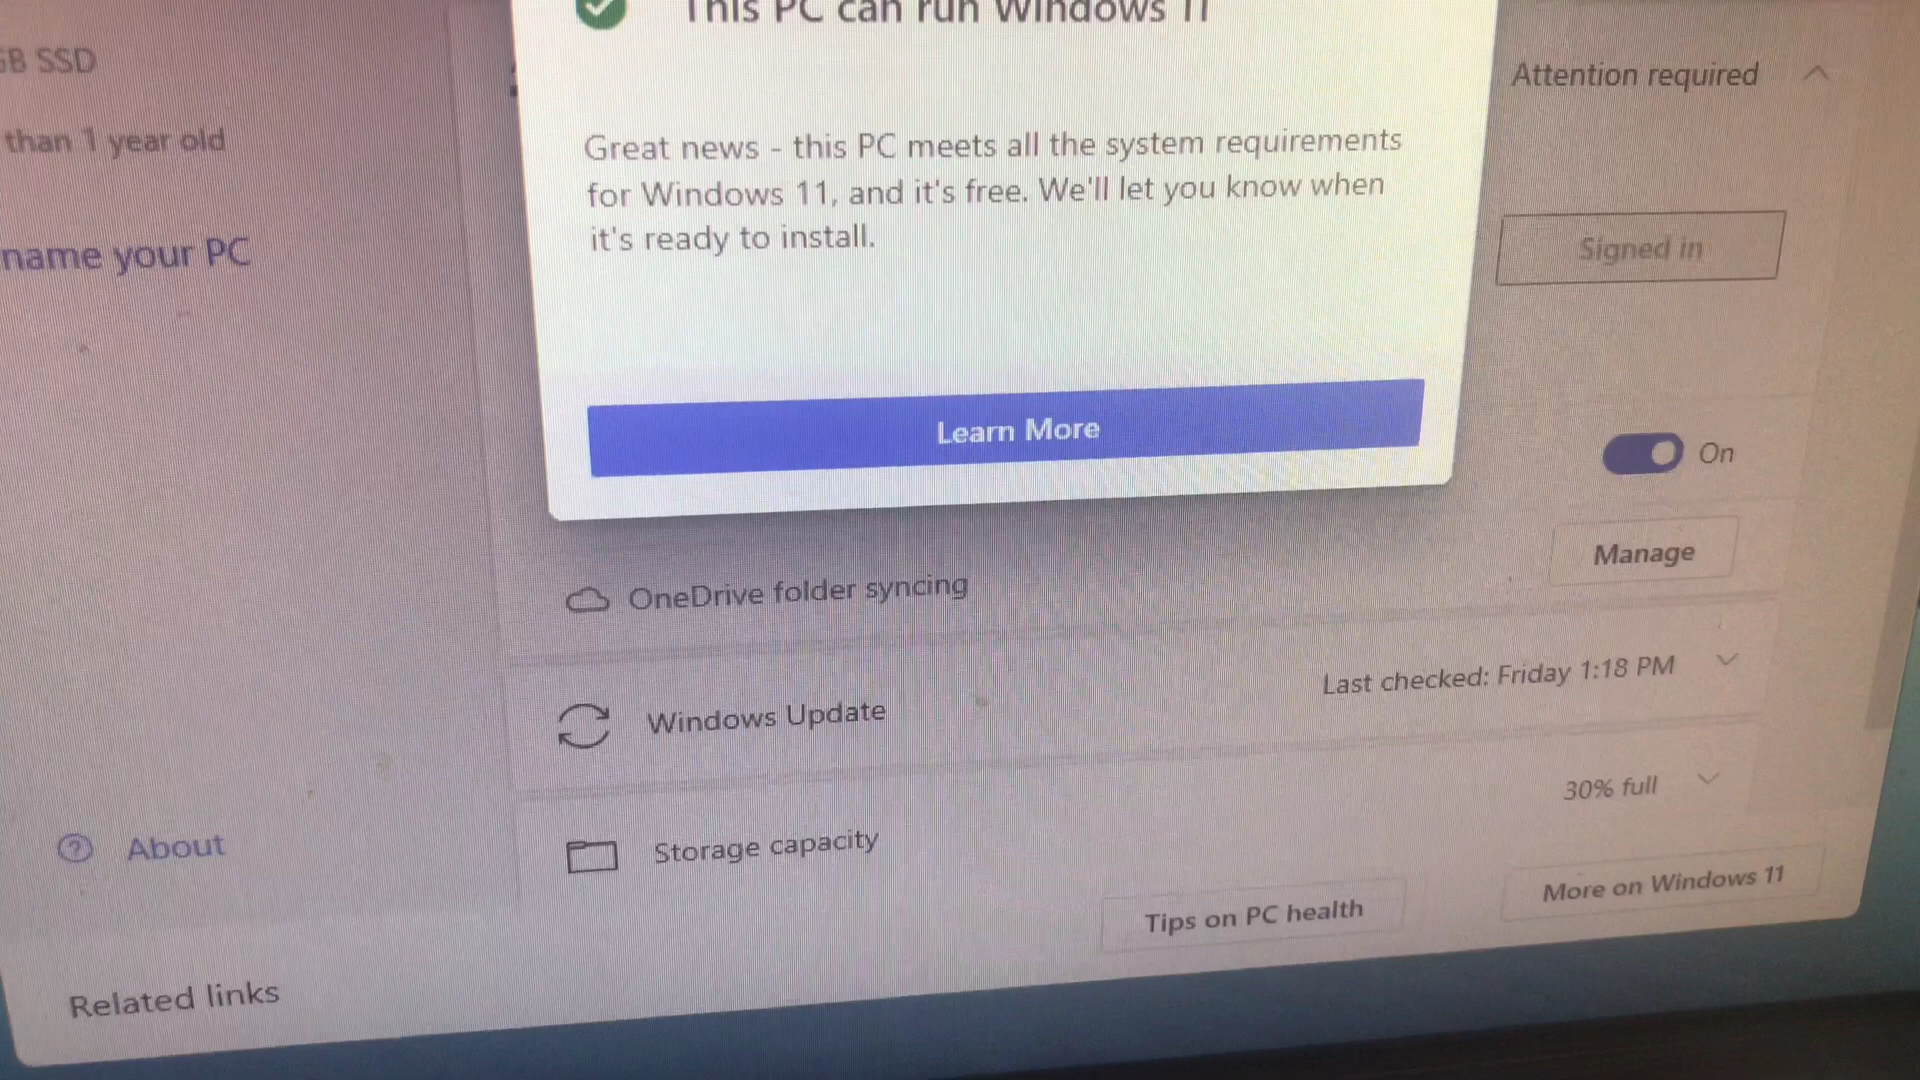 This PC can run Windows 11
GB SSD
than 1 year old
name your PC
Great news - this PC meets all the system requirements
for Windows 11, and it's free. We'll let you know when
it's ready to install.
Learn More
Attention required
Signed in
On
Manage
OneDrive folder syncing
Windows Update
Last checked: Friday 1:18 PM
Storage capacity
30% full
About
Tips on PC health
More on Windows 11
Related links